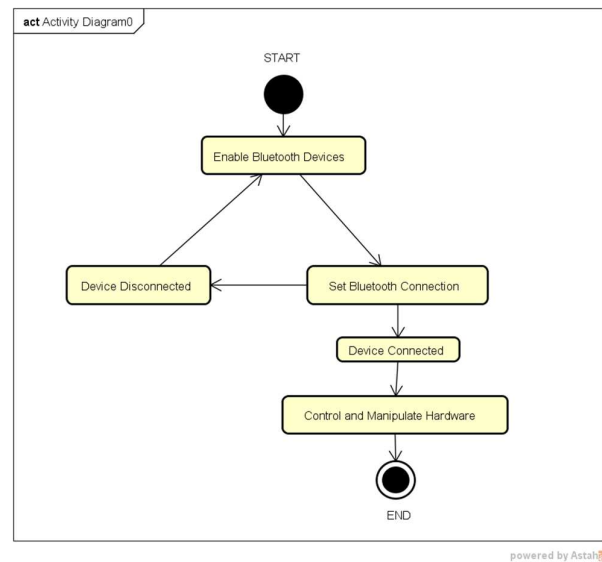 act Activity Diagram0
START
Enable Bluetooth Devices
Device Disconnected
Set Bluetooth Connection
Device Connected
Control and Manipulate Hardware
END
powered by Astah